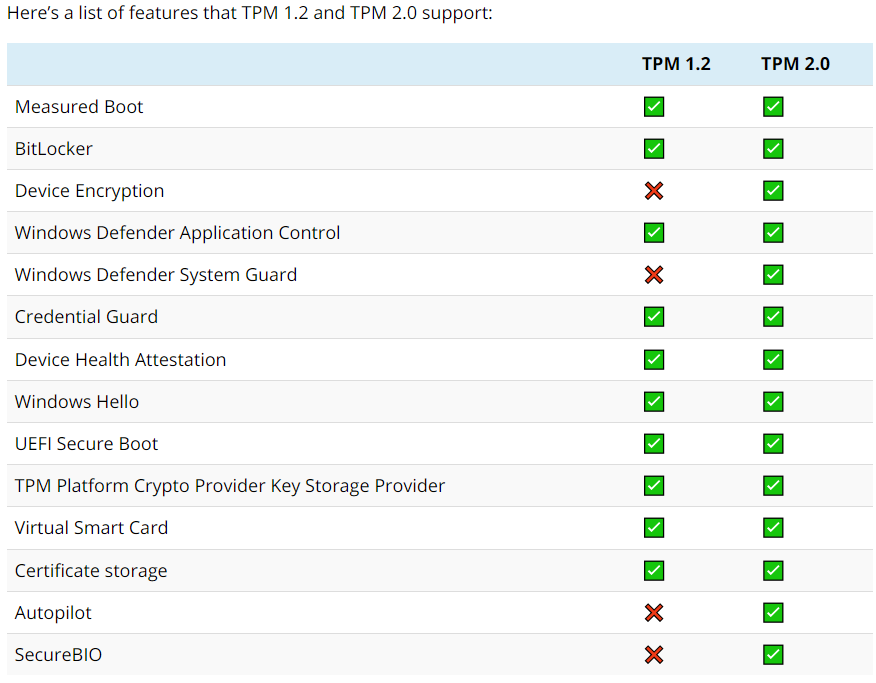 Here’s a list of features that TPM 1.2 and TPM 2.0 support:
TPM 1.2 TPM 2.0
Measured Boot
BitLocker
Device Encryption
Windows Defender Application Control
Windows Defender System Guard
Credential Guard
Device Health Attestation
Windows Hello
UEFI Secure Boot
TPM Platform Crypto Provider Key Storage Provider
Virtual Smart Card
Certificate storage
Autopilot
SecureBIO